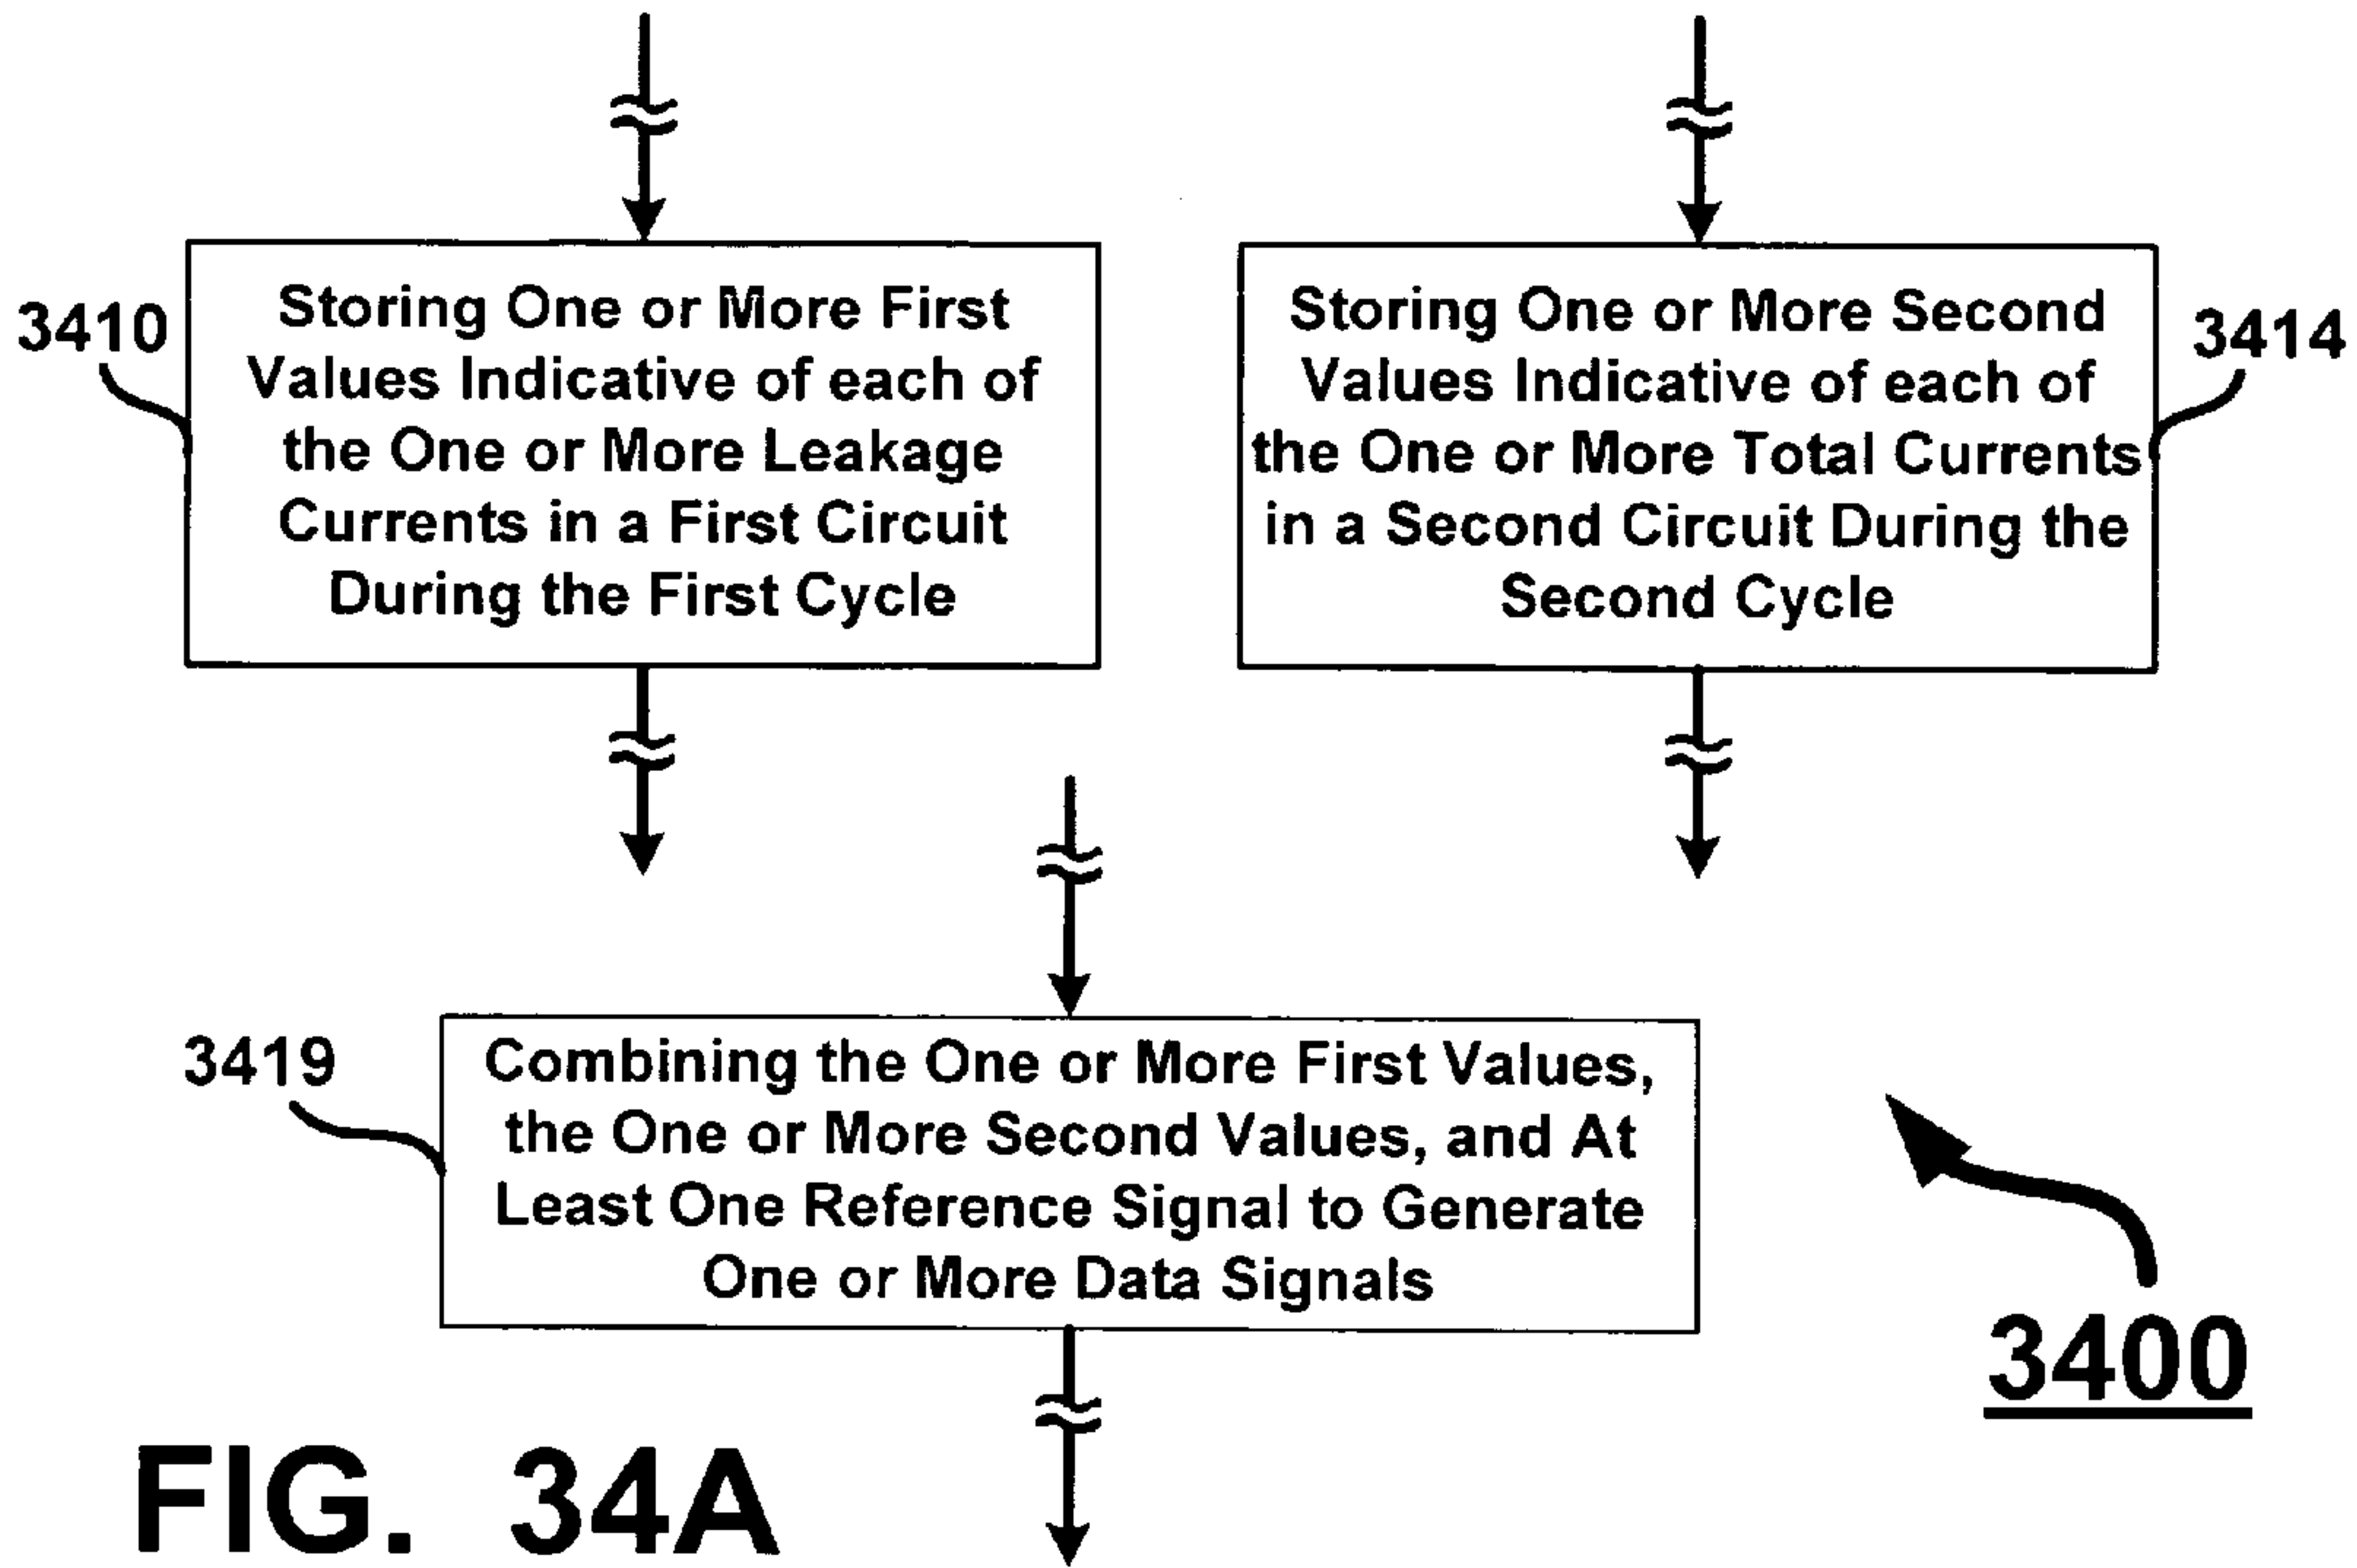 3410
Storing One or More First
Values Indicative of each of
the One or More Leakage
Currents in a First Circuit
During the First Cycle
Storing One or More Second
Values Indicative of each of
the One or More Total Currents
in a Second Circuit During the
Second Cycle
3414
3419
Combining the One or More First Values,
the One or More Second Values, and At
Least One Reference Signal to Generate
One or More Data Signals
3400
FIG. 34A